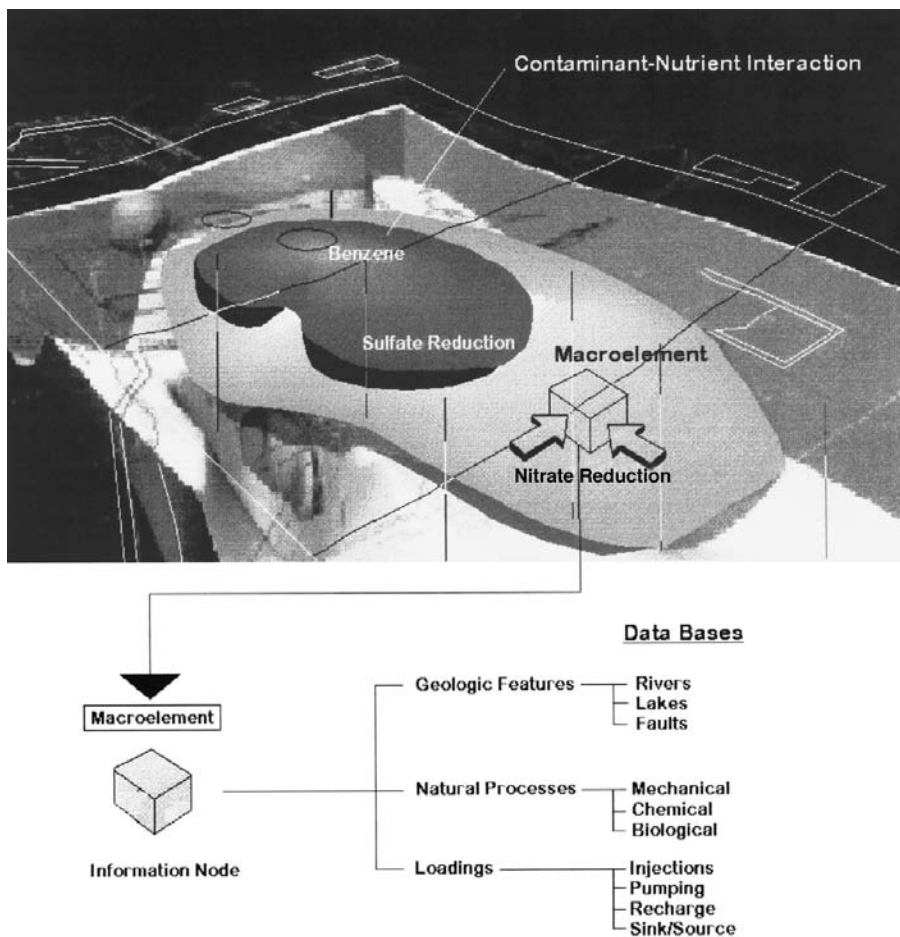 Contaminant-Nutrient Interaction
Benzene
Sulfate Reduction
Macroelement
Nitrate Reduction
Data Bases
Macroelement
Information Node
Geologic Features
Rivers
Lakes
Faults
Natural Processes
Mechanical
Chemical
Biological
Loadings
Injections
Pumping
Recharge
Sink/Source